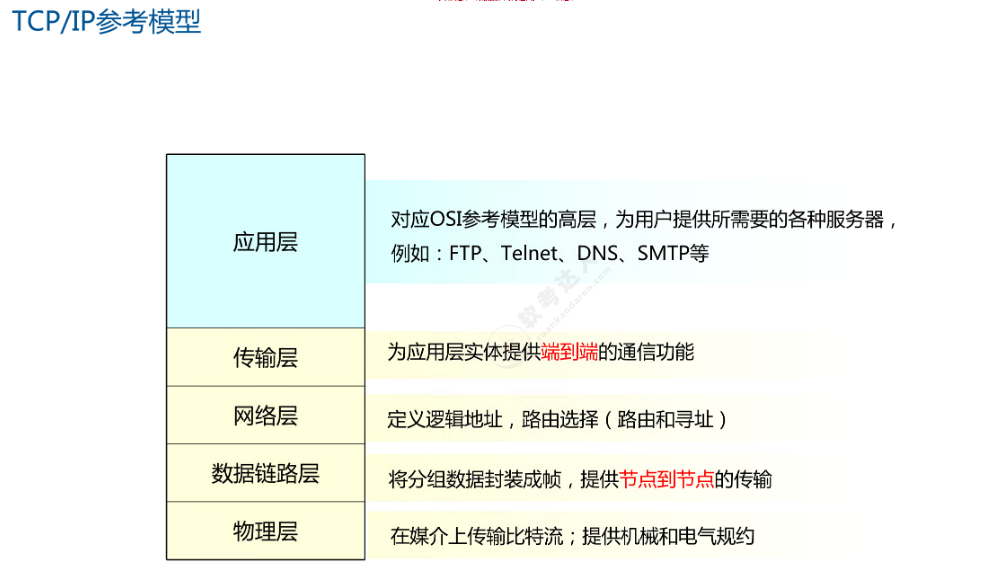 TCP/IP参考模型
应用层
对应OSI参考模型的高层，为用户提供所需要的各种服务器，
例如：FTP、Telnet、DNS、SMTP等
传输层
为应用层实体提供端到端的通信功能
网络层
定义逻辑地址，路由选择（路由和寻址）
数据链路层
将分组数据封装成帧，提供节点到节点的传输
物理层
在媒介上传输比特流；提供机械和电气规约
软考达人
ruankaodaren.com